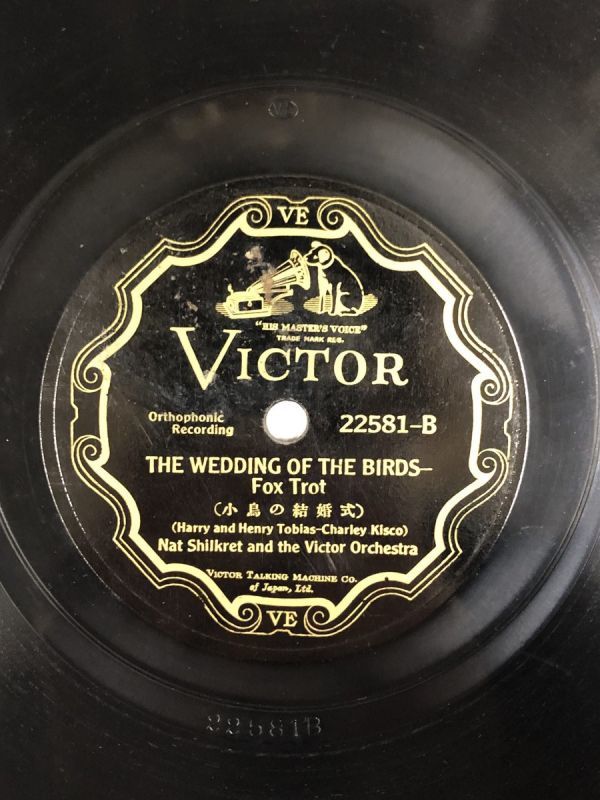 VE
"HIS MASTER'S VOICE"
TRADE MARK REG.
VICTOR
Orthophonic
Recording
22581-B
THE WEDDING OF THE BIRDS-
Fox Trot
(小鳥の結婚式)
(Harry and Henry Tobias-Charley Kisco)
Nat Shilkret and the Victor Orchestra
VICTOR TALKING MACHINE CO.
of Japan, Ltd.
VE
22581B